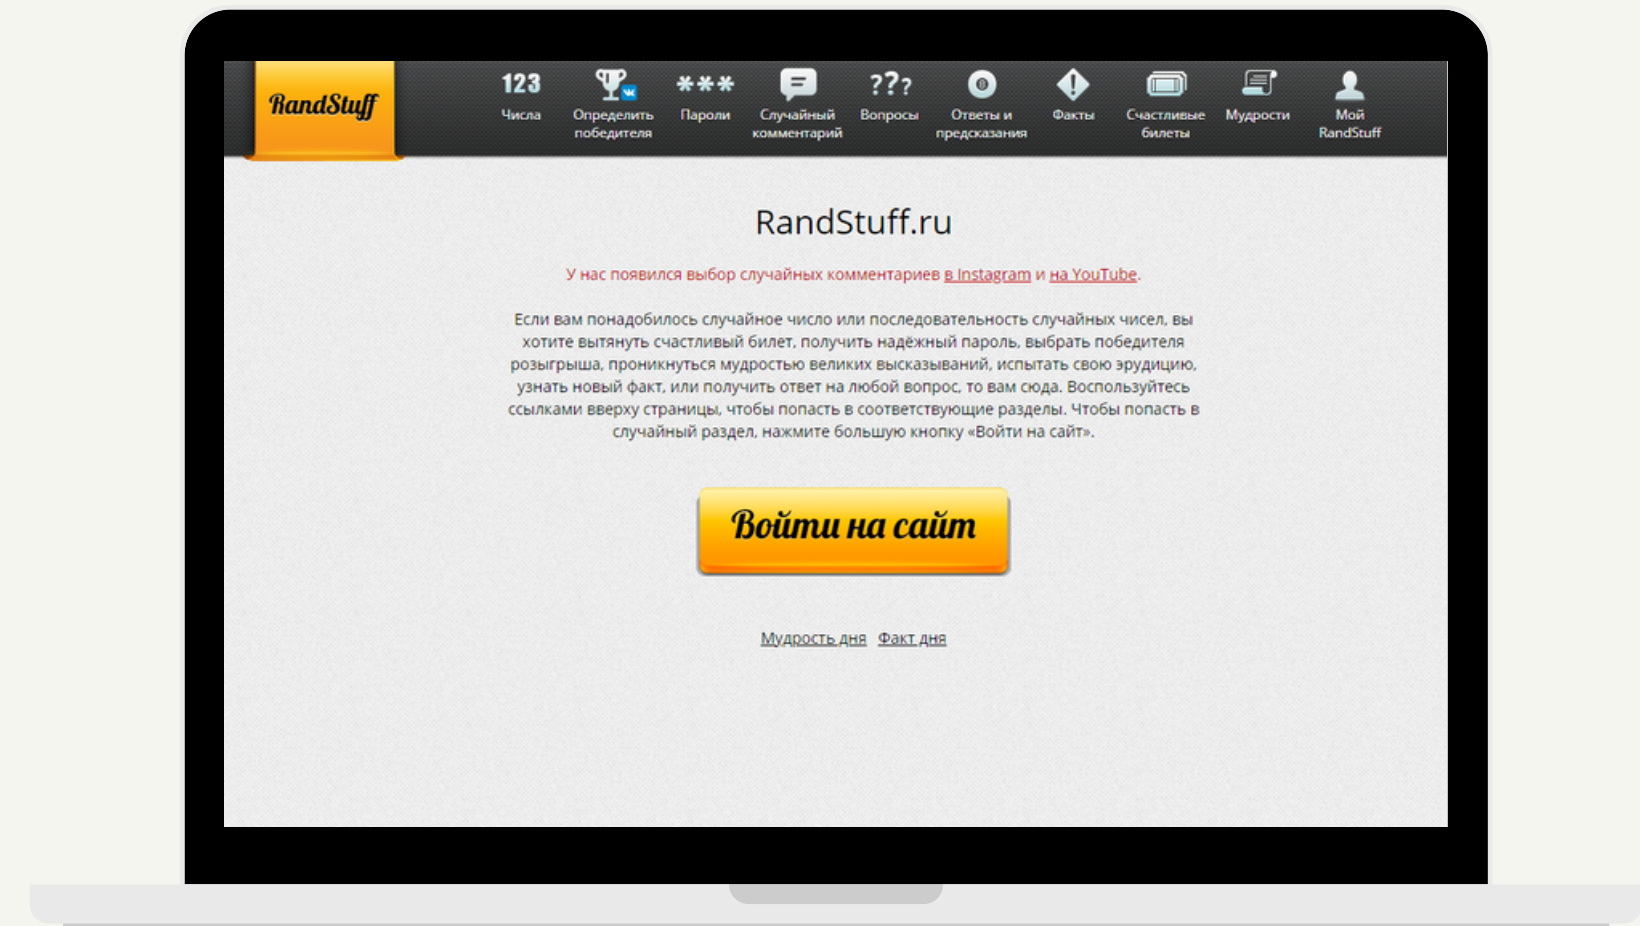 RandStuff
123
Числа
Определить
победителя
***
Пароли
Случайный
комментарий
???
Вопросы
8
Ответы и
предсказания
!
Факты
Счастливые
билеты
Мудрости
Мой
RandStuff
RandStuff.ru
У нас появился выбор случайных комментариев в Instagram и на YouTube.
Если вам понадобилось случайное число или последовательность случайных чисел, вы
хотите вытянуть счастливый билет, получить надёжный пароль, выбрать победителя
розыгрыша, проникнуться мудростью великих высказываний, испытать свою эрудицию,
узнать новый факт, или получить ответ на любой вопрос, то вам сюда. Воспользуйтесь
ссылками вверху страницы, чтобы попасть в соответствующие разделы. Чтобы попасть в
случайный раздел, нажмите большую кнопку «Войти на сайт».
Войти на сайт
Мудрость дня Факт дня